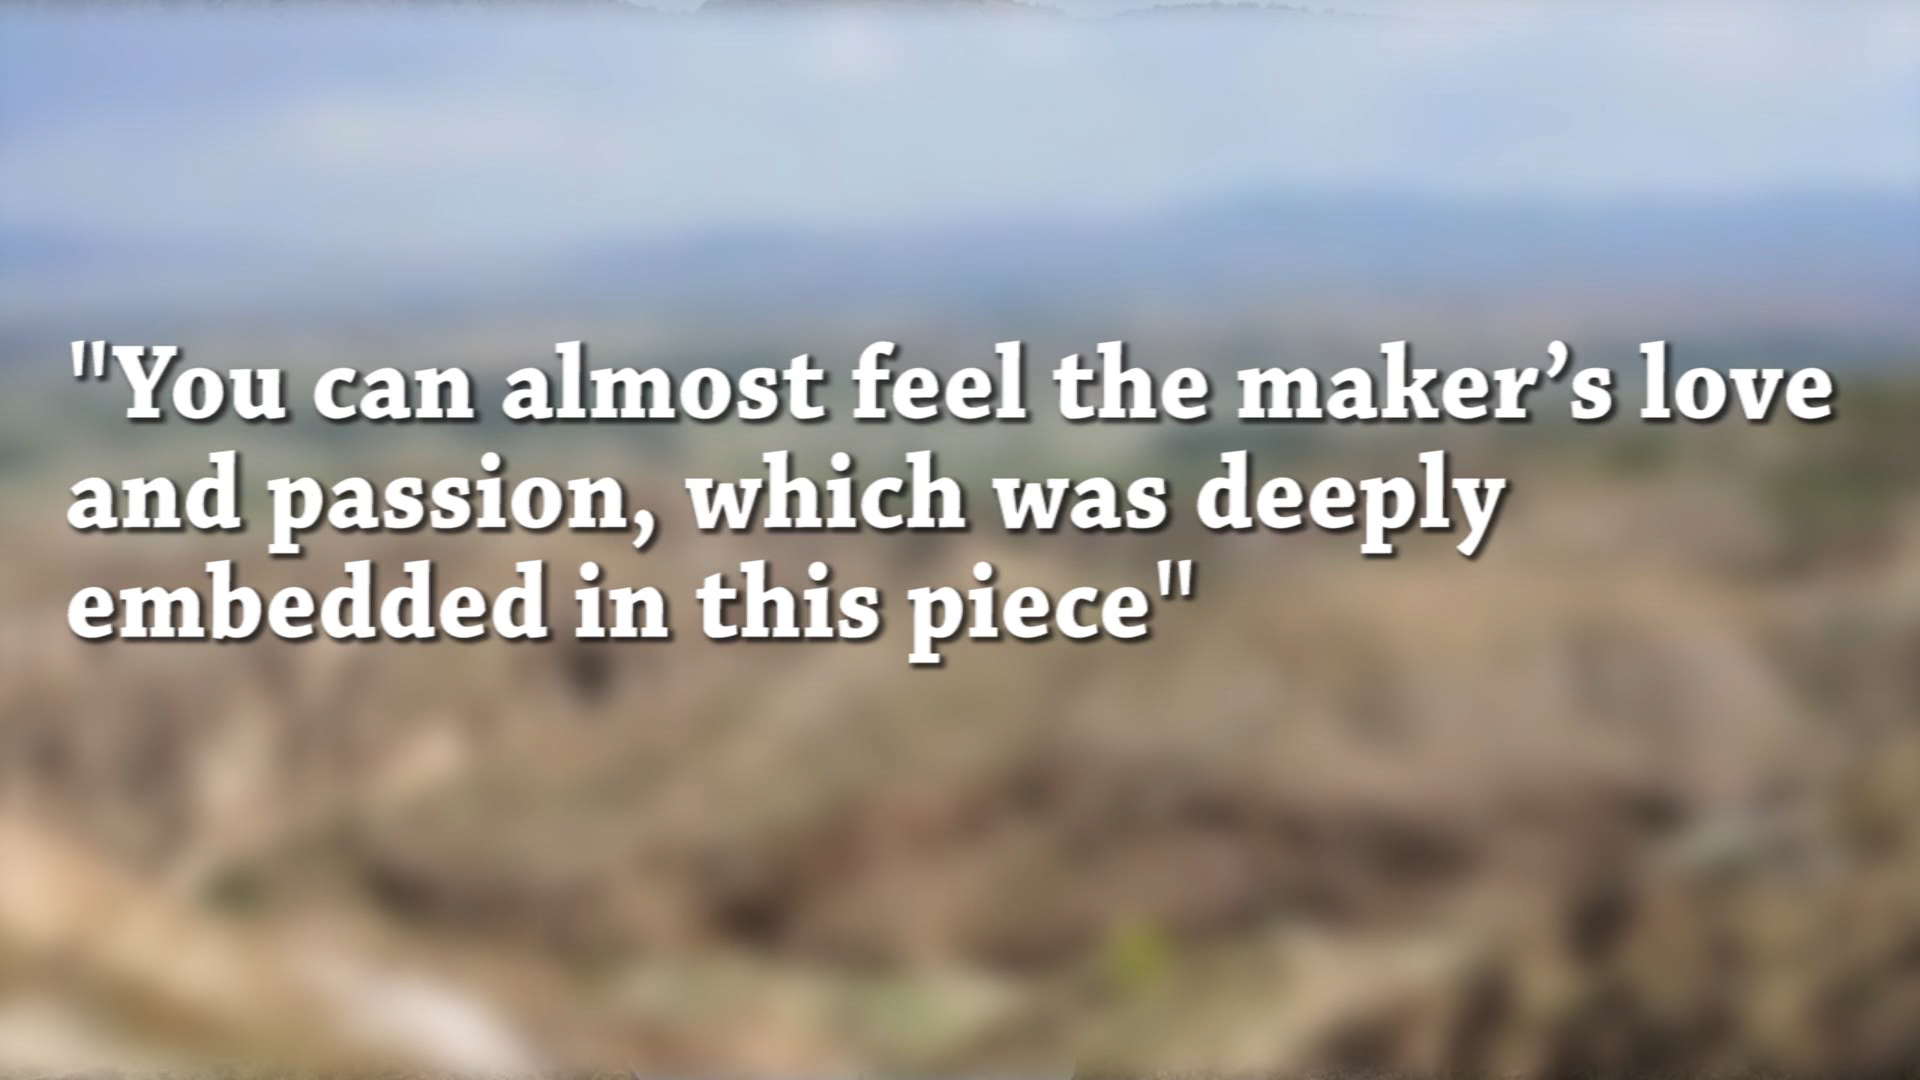 "You can almost feel the maker’s love
and passion, which was deeply
embedded in this piece"